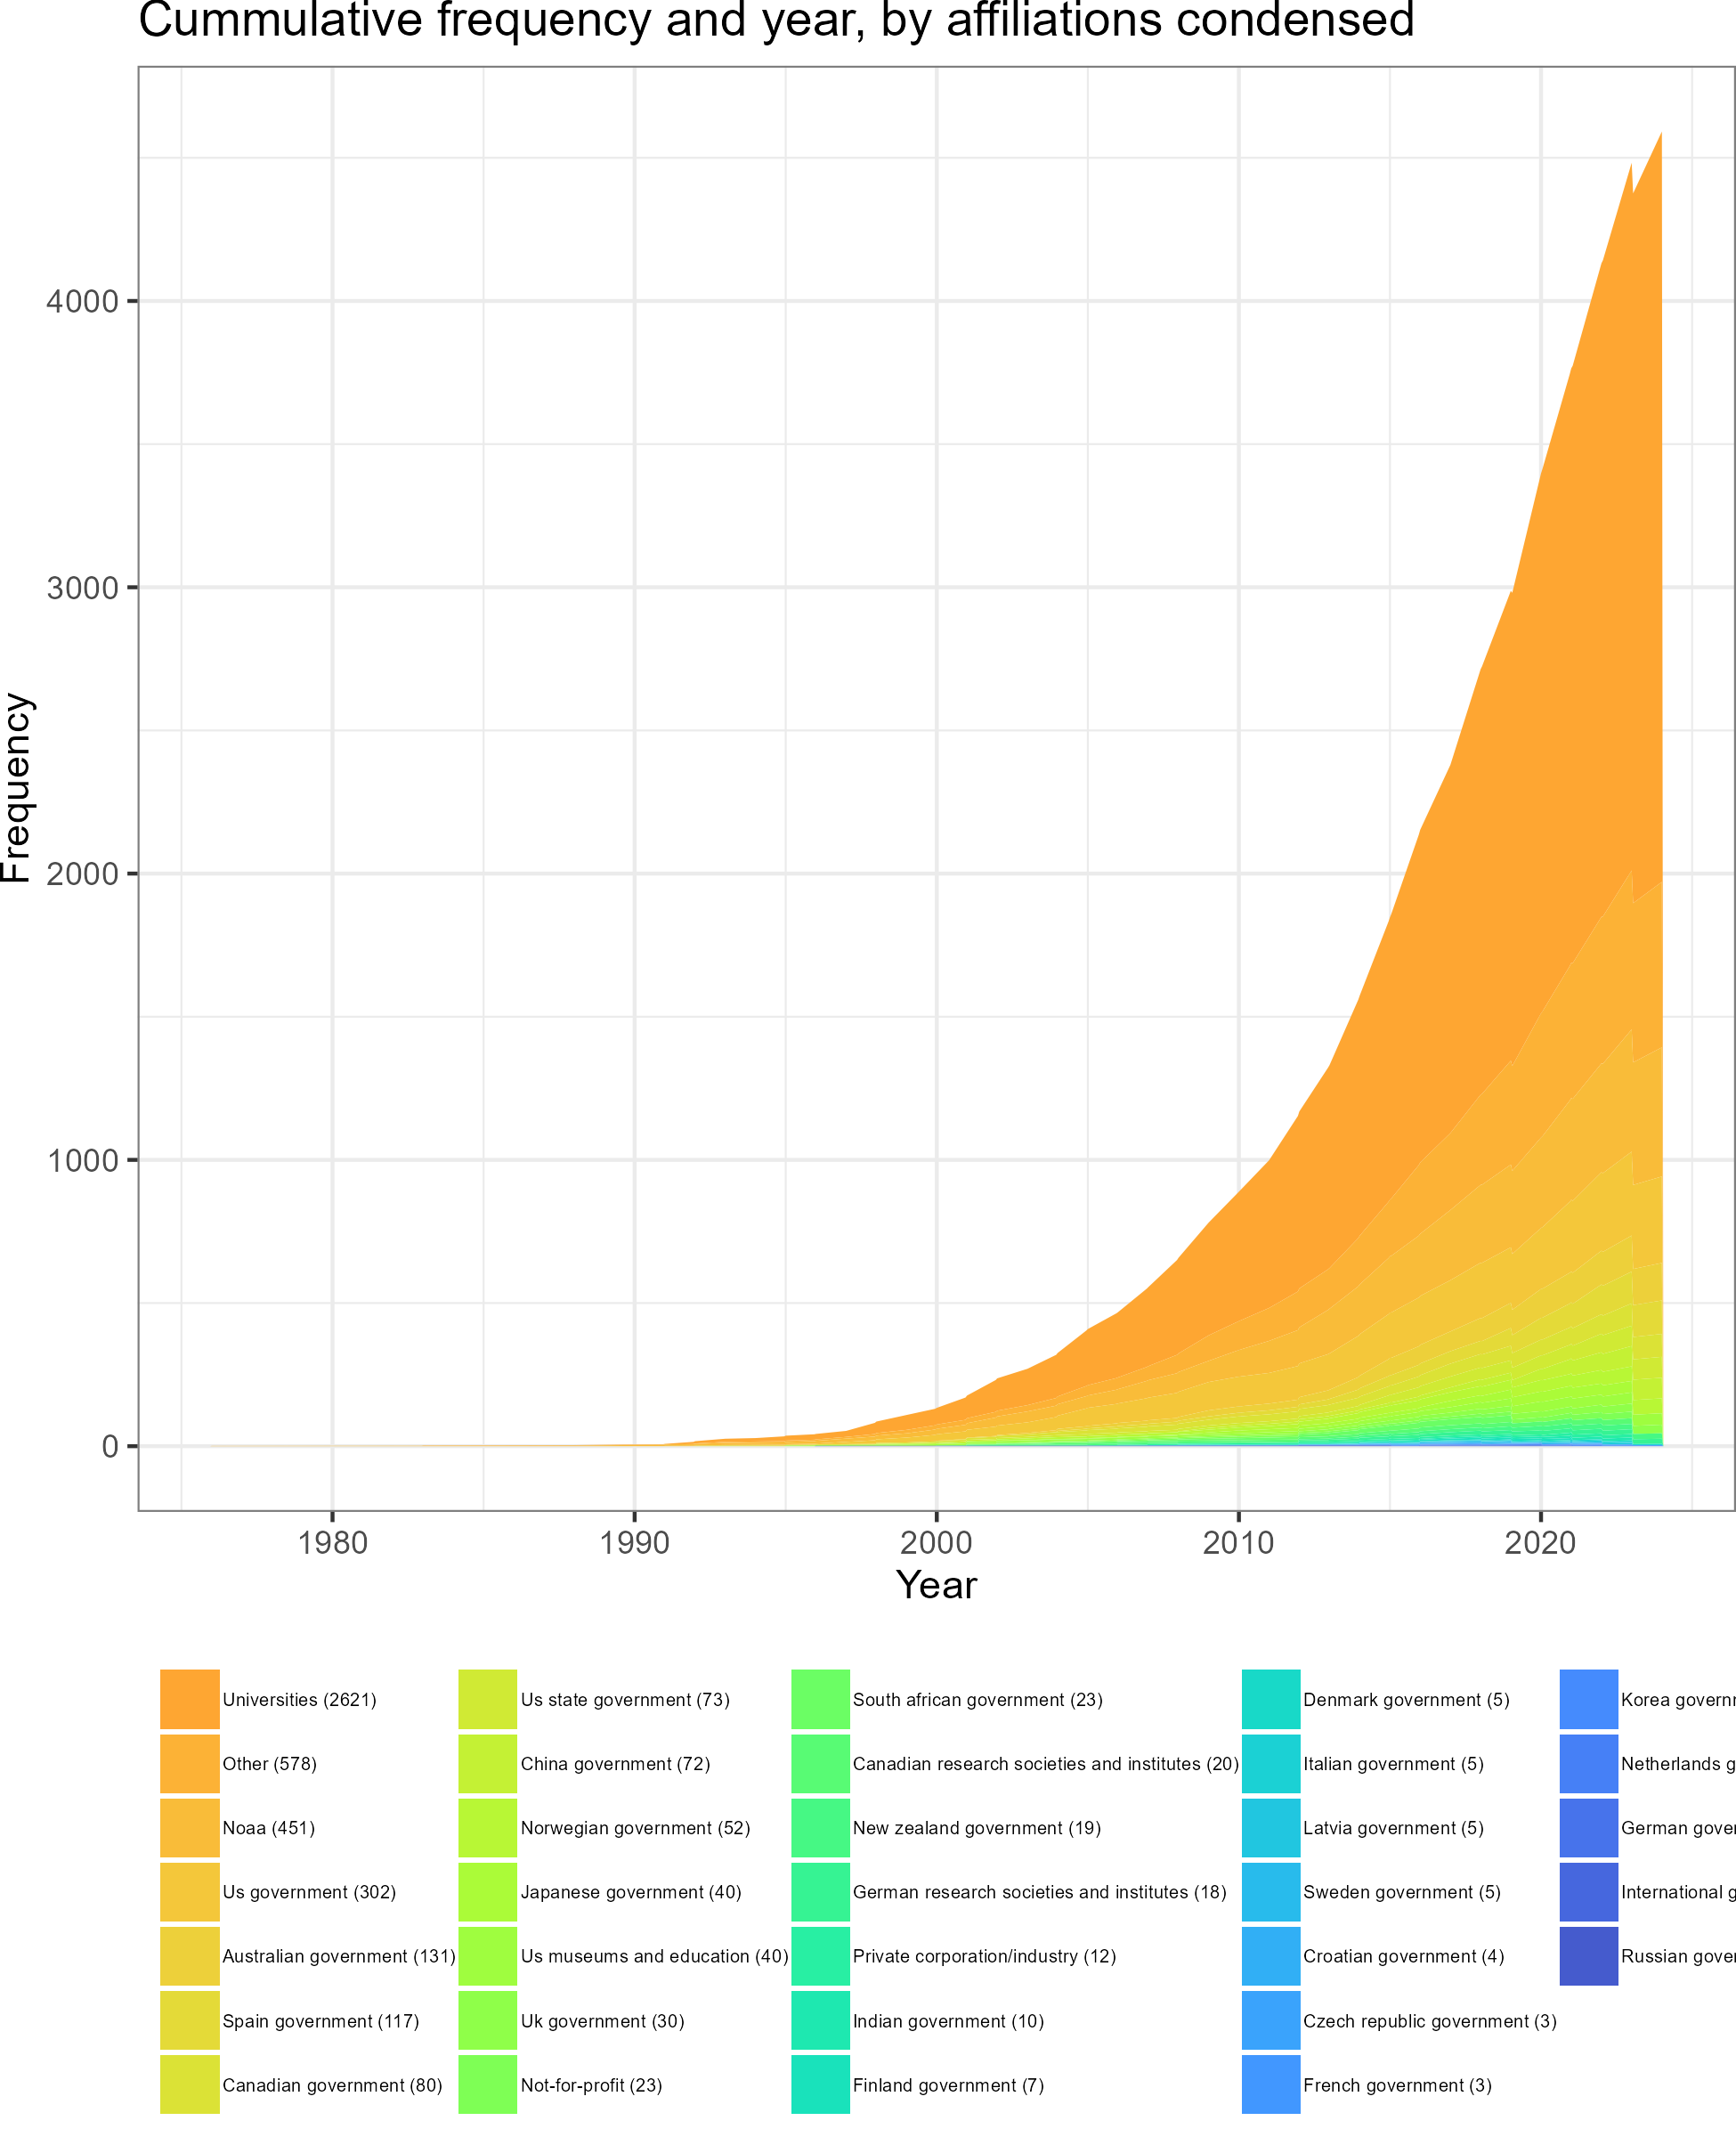 Cummulative frequency and year, by affiliations condensed
4000
3000
2000
1000
0
Frequency
1980 1990 2000 2010 2020
Year
Universities (2621)
Other (578)
Noaa (451)
Us government (302)
Australian government (131)
Spain government (117)
Canadian government (80)
Us state government (73)
China government (72)
Norwegian government (52)
Japanese government (40)
Us museums and education (40)
Uk government (30)
Not-for-profit (23)
South african government (23)
Canadian research societies and institutes (20)
New zealand government (19)
German research societies and institutes (18)
Private corporation/industry (12)
Indian government (10)
Finland government (7)
Denmark government (5)
Italian government (5)
Latvia government (5)
Sweden government (5)
Croatian government (4)
Czech republic government (3)
French government (3)
Korea
Netherlands
German
International
Russian